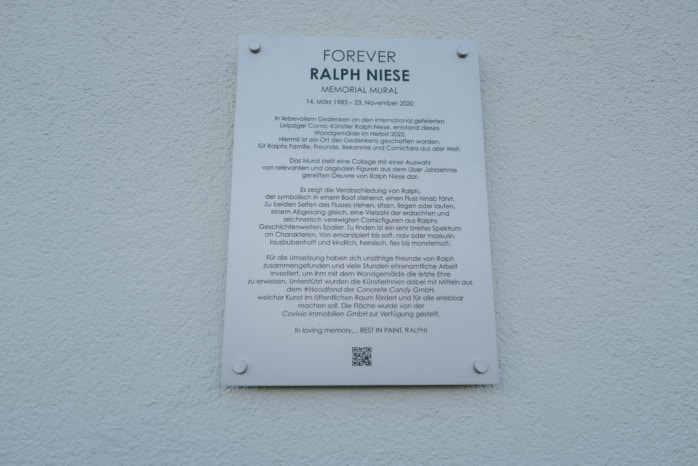 FOREVER
RALPH NIESE
MEMORIAL MURAL
14. März 1983 – 23. November 2020
In liebevollem Gedenken an den international gefeierten
Leipziger Comic-Künstler Ralph Niese, entstand dieses
Wandgemälde im Herbst 2022.
Hiermit ist ein Ort des Gedenkens geschaffen worden,
für Ralphs Familie, Freunde, Bekannte und Comicfans aus aller Welt.
Das Mural stellt eine Collage mit einer Auswahl
von relevanten und originalen Figuren aus dem über Jahrzehnte
gereiften Oeuvre von Ralph Niese dar.
Es zeigt die Verabschiedung von Ralph,
der symbolisch in einem Boot stehend, einen Fluss hinab fährt.
Zu beiden Seiten des Flusses stehen, sitzen, liegen oder laufen,
einem Abgesang gleich, eine Vielzahl der erdachten und
zeichnerisch verewigten Comicfiguren aus Ralphs
Geschichtenwelten Spalier. Zu finden ist ein sehr breites Spektrum
an Charakteren. Von emanzipiert bis soft, naiv oder maskulin,
lausbubenhaft und kindlich, heroisch, fies bis monsterhaft.
Für die Umsetzung haben sich unzählige Freunde von Ralph
zusammengefunden und viele Stunden ehrenamtliche Arbeit
investiert, um ihm mit dem Wandgemälde die letzte Ehre
zu erweisen. Unterstützt wurden die KünstlerInnen dabei mit Mitteln aus
dem #Hoodfond der Concrete Candy GmbH,
welcher Kunst im öffentlichen Raum fördert und für alle erlebbar
machen soll. Die Fläche wurde von der
Covivio Immobilien GmbH zur Verfügung gestellt.
In loving memory... REST IN PAINT, RALPH!